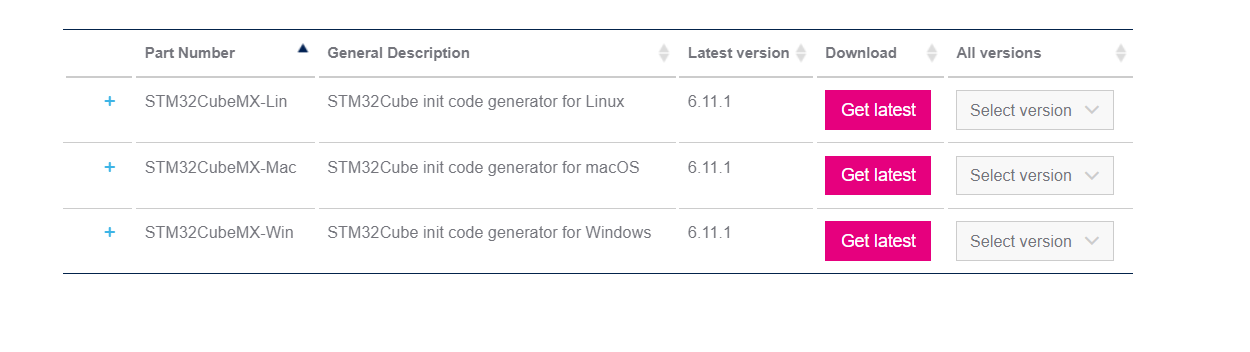 Part Number General Description Latest version Download All versions
+ STM32CubeMX-Lin STM32Cube init code generator for Linux 6.11.1 Get latest Select version
+ STM32CubeMX-Mac STM32Cube init code generator for macOS 6.11.1 Get latest Select version
+ STM32CubeMX-Win STM32Cube init code generator for Windows 6.11.1 Get latest Select version